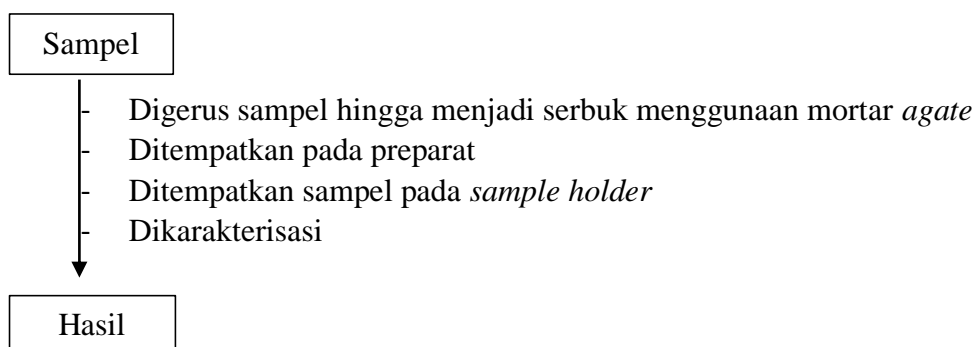 Sampel
- Digerus sampel hingga menjadi serbuk menggunaan mortar agate
- Ditempatkan pada preparat
- Ditempatkan sampel pada sample holder
- Dikarakterisasi
Hasil